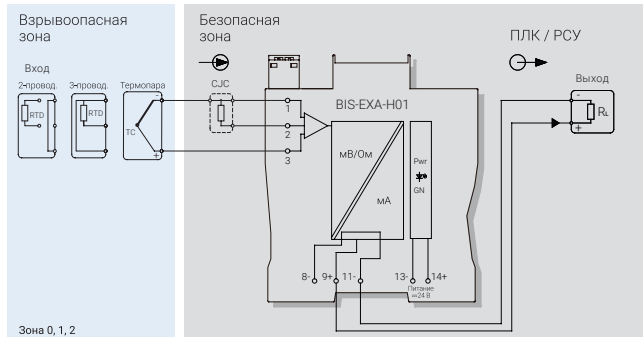 Взрывоопасная
зона
Безопасная
зона
ПЛК / РСУ
Вход
2-провод.
3-провод.
Термопара
CJC
Выход
RTD
RTD
TC
-
+
1
2
3
BIS-EXA-H01
мВ/Ом
мА
Pwr
GN
-
+
RL
8-
9+
11-
13-
14+
Питание
⎓24 В
Зона 0, 1, 2